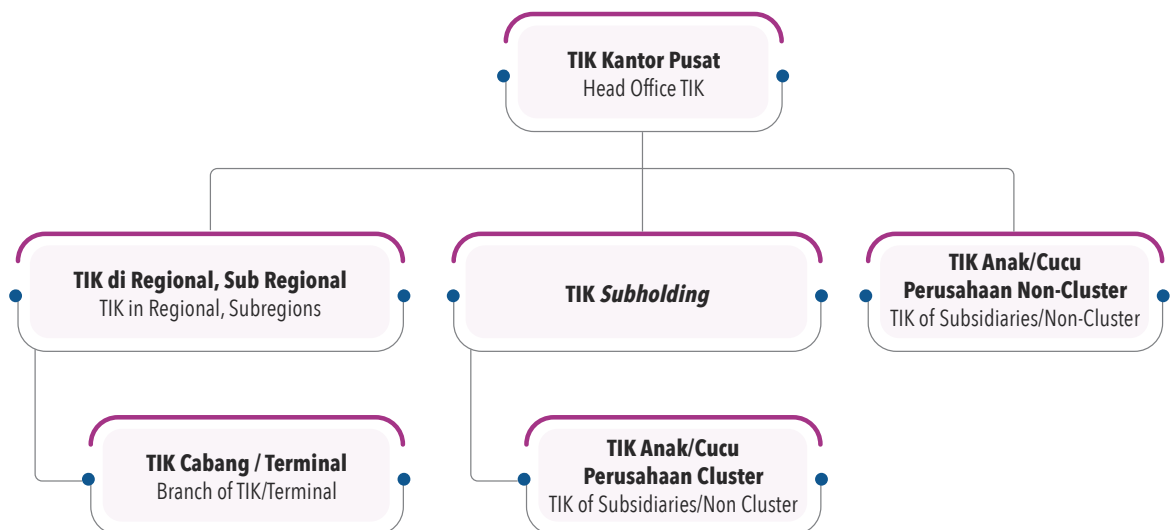 TIK Kantor Pusat
Head Office TIK
TIK di Regional, Sub Regional
TIK in Regional, Subregions
TIK Subholding
TIK Anak/Cucu
Perusahaan Non-Cluster
TIK of Subsidiaries/Non-Cluster
TIK Cabang / Terminal
Branch of TIK/Terminal
TIK Anak/Cucu
Perusahaan Cluster
TIK of Subsidiaries/Non Cluster